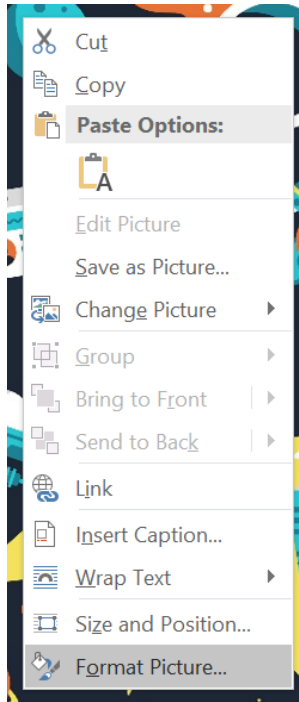 Cut
Copy
Paste Options:
A
Edit Picture
Save as Picture...
Change Picture
Group
Bring to Front
Send to Back
Link
Insert Caption...
Wrap Text
Size and Position...
Format Picture...